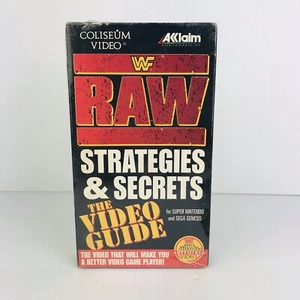 COLISEUM
VIDEO
AKclaim
WF
RAW
STRATEGIES
& SECRETS
THE
VIDEO
GUIDE
for SUPER NINTENDO
and SEGA GENESIS
THE VIDEO THAT WILL MAKE YOU
A BETTER VIDEO GAME PLAYER!